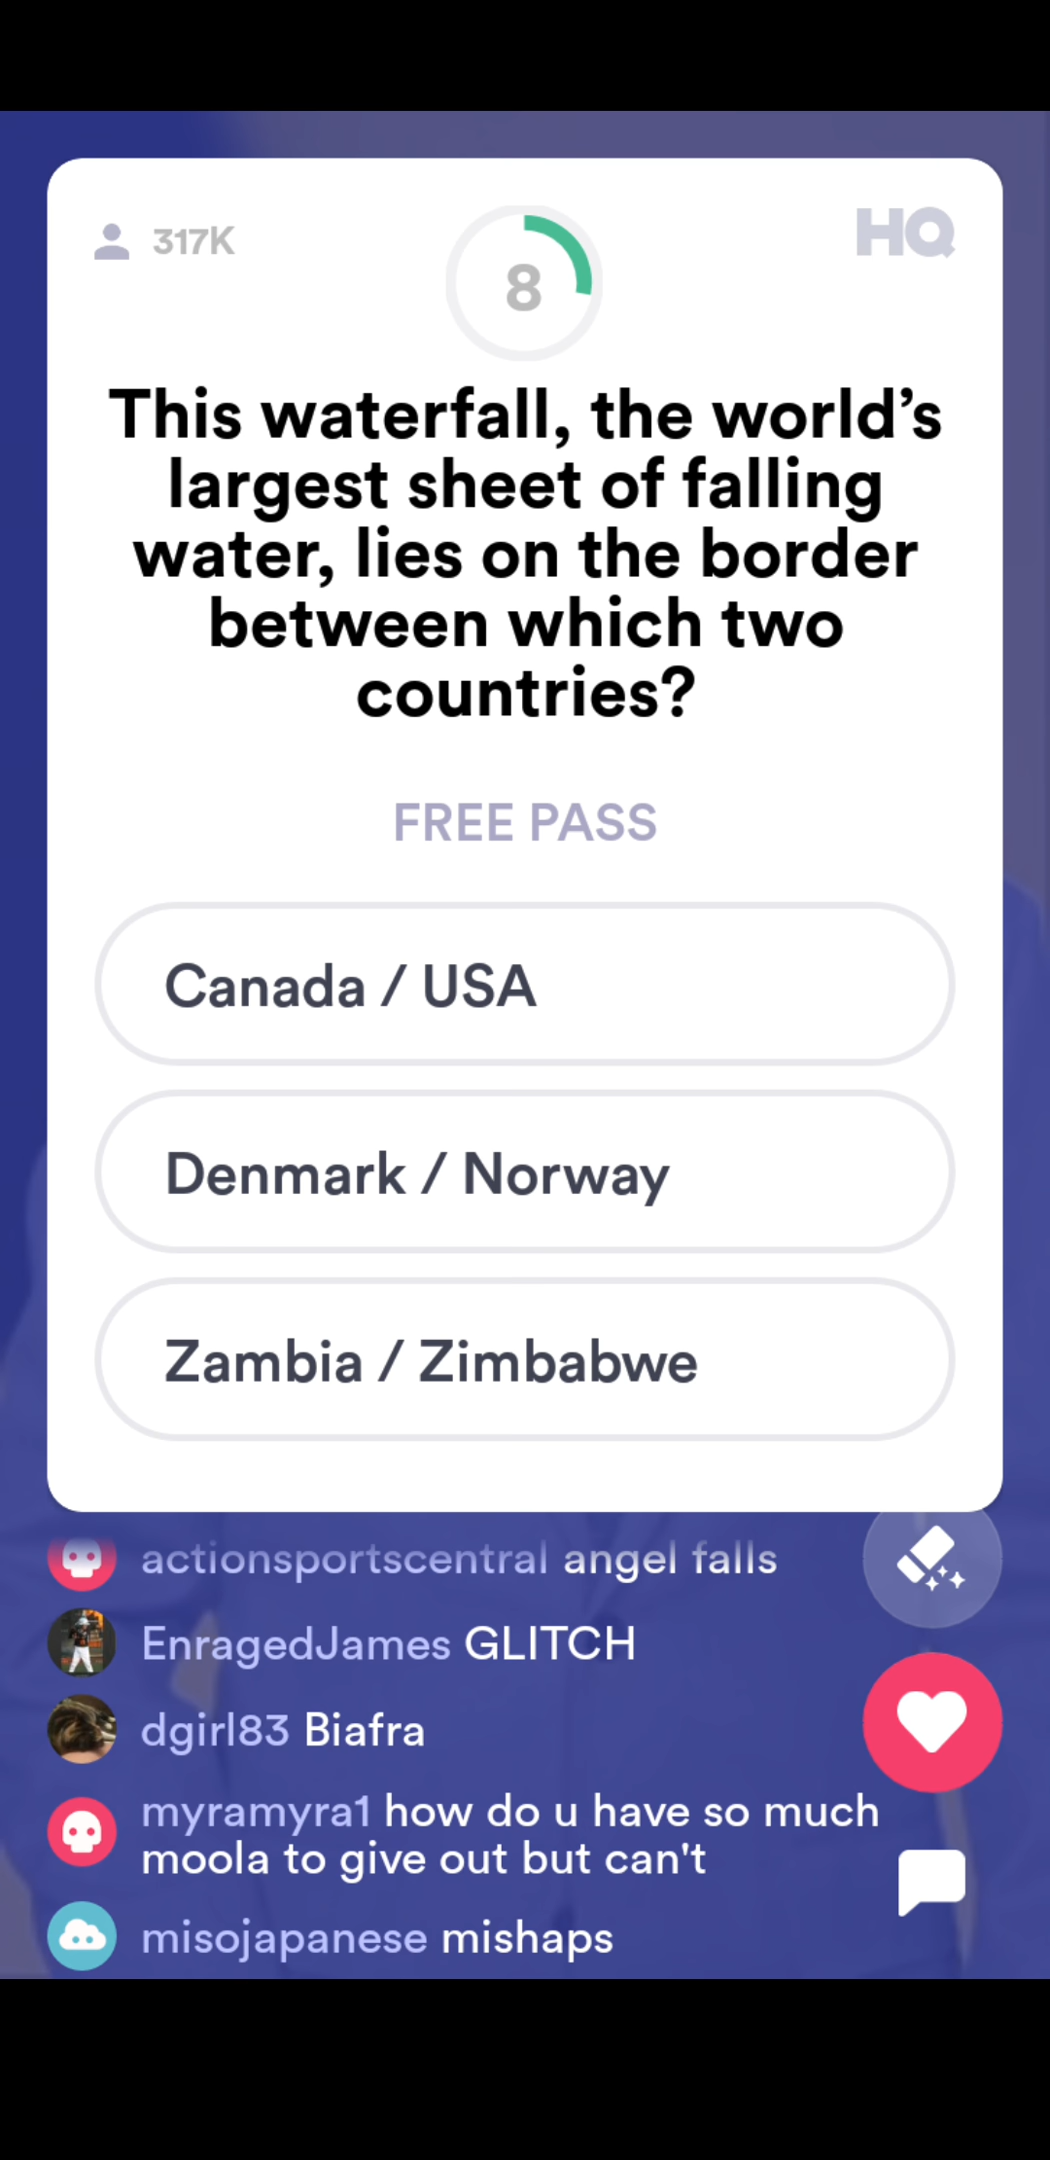 317K
8
HQ
This waterfall, the world’s
largest sheet of falling
water, lies on the border
between which two
countries?
FREE PASS
Canada / USA
Denmark / Norway
Zambia / Zimbabwe
actionsportscentral angel falls
EnragedJames GLITCH
dgirl83 Biafra
myramyra1 how do u have so much
moola to give out but can't
misojapanese mishaps